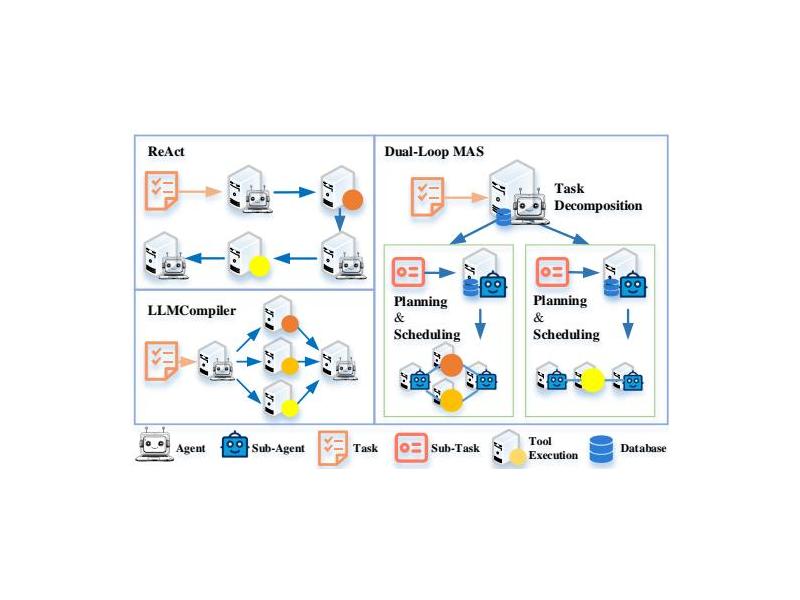 ReAct
LLMCompiler
Dual-Loop MAS
Task
Decomposition
Planning
&
Scheduling
Planning
&
Scheduling
Agent
Sub-Agent
Task
Sub-Task
Tool
Execution
Database